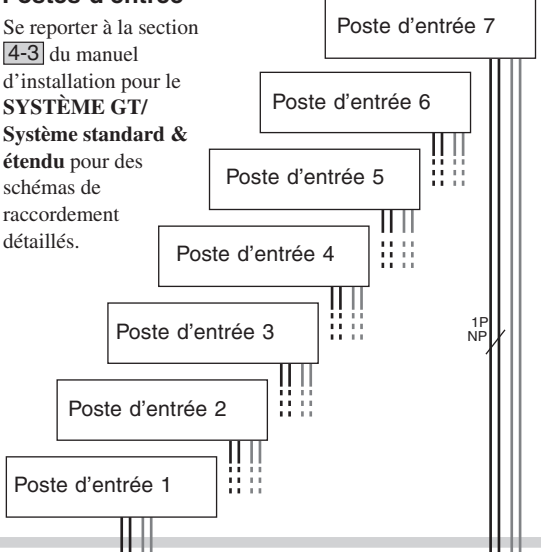 Se reporter à la section
4-3 du manuel
d'installation pour le
SYSTÈME GT/
Système standard &
étendu pour des
schémas de
raccordement
détaillés.
Poste d'entrée 7
Poste d'entrée 6
Poste d'entrée 5
Poste d'entrée 4
Poste d'entrée 3
Poste d'entrée 2
Poste d'entrée 1
1P
NP